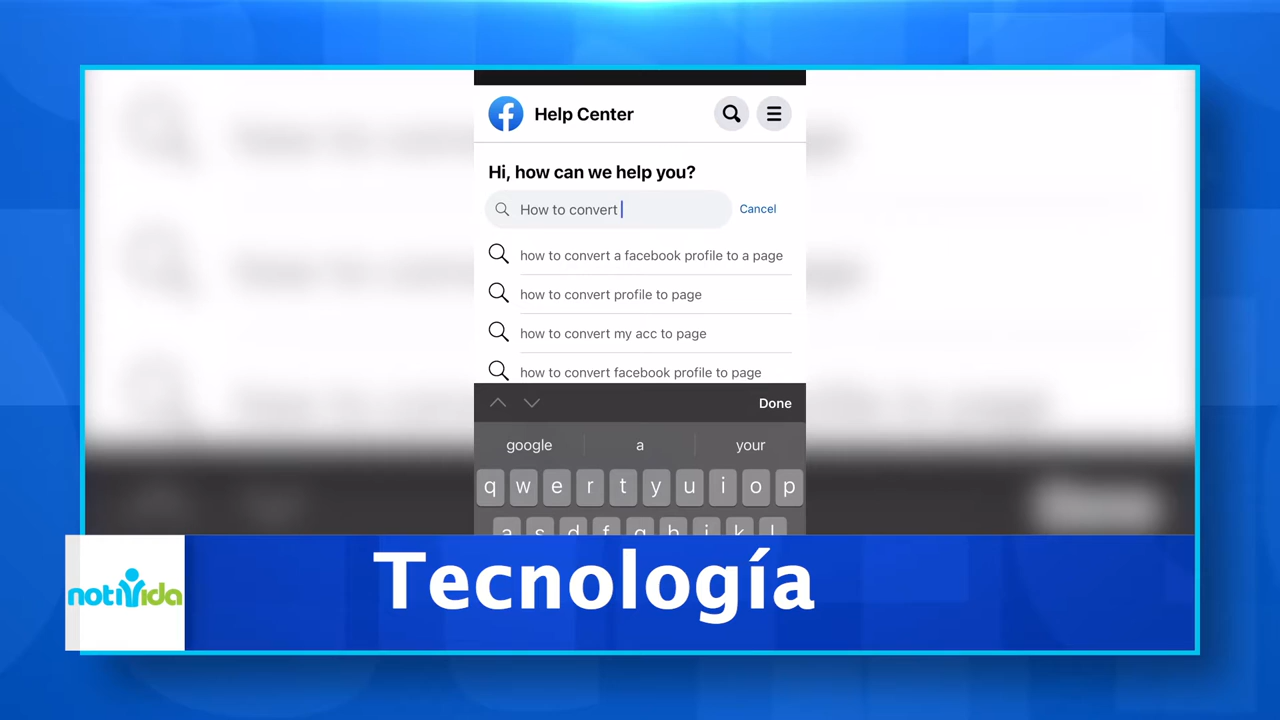 Help Center
Hi, how can we help you?
How to convert
Cancel
how to convert a facebook profile to a page
how to convert profile to page
how to convert my acc to page
how to convert facebook profile to page
Done
google a your
q w e r t y u i o p
a s d f g h j k l
Tecnología
notiVida